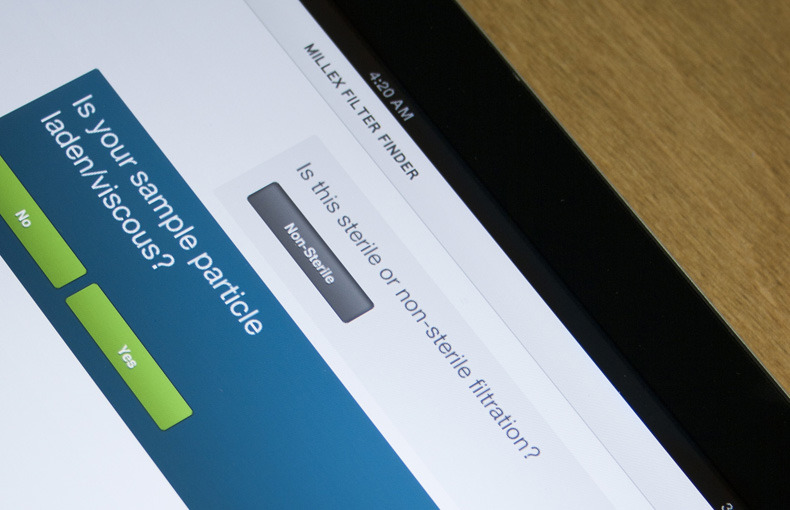 4:20 AM
MILLEX FILTER FINDER
Is this sterile or non-sterile filtration?
Non-Sterile
Is your sample particle
laden/viscous?
No
Yes